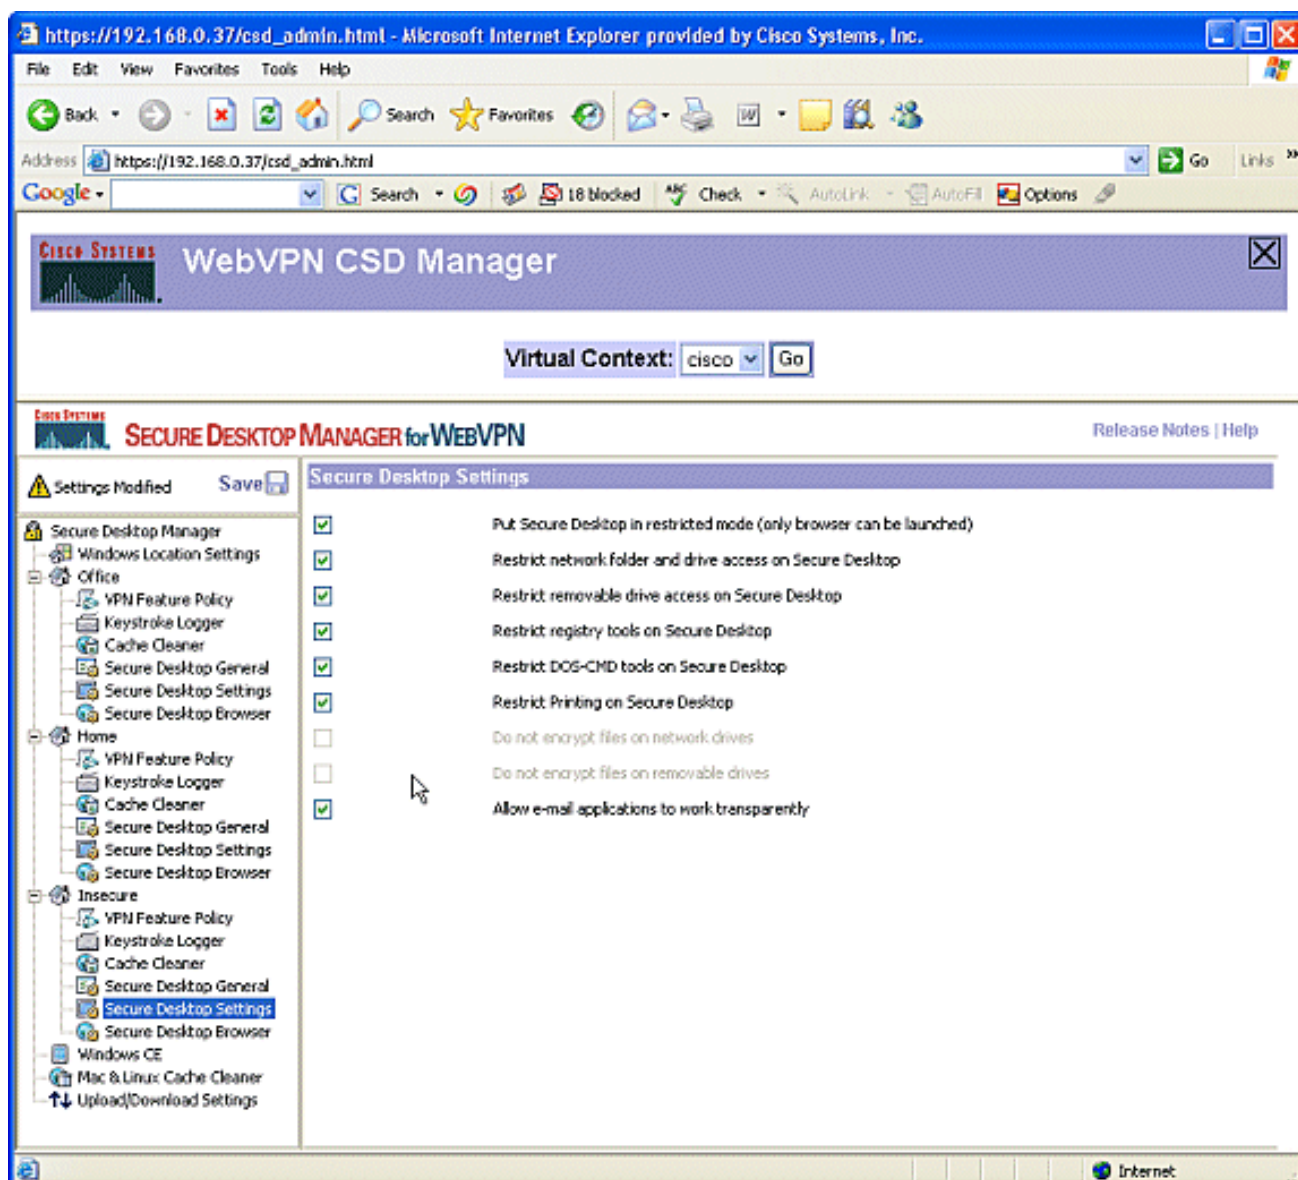 https://192.168.0.37/csd_admin.html - Microsoft Internet Explorer provided by Cisco Systems, Inc.
File Edit View Favorites Tools Help
Back Search Favorites
Address https://192.168.0.37/csd_admin.html Go Links »
Google Search 18 blocked ABC Check AutoLink AutoFill Options
CISCO SYSTEMS WebVPN CSD Manager
Virtual Context: cisco Go
CISCO SYSTEMS SECURE DESKTOP MANAGER for WEBVPN Release Notes | Help
Settings Modified Save
Secure Desktop Manager
Windows Location Settings
Office
VPN Feature Policy
Keystroke Logger
Cache Cleaner
Secure Desktop General
Secure Desktop Settings
Secure Desktop Browser
Home
VPN Feature Policy
Keystroke Logger
Cache Cleaner
Secure Desktop General
Secure Desktop Settings
Secure Desktop Browser
Insecure
VPN Feature Policy
Keystroke Logger
Cache Cleaner
Secure Desktop General
Secure Desktop Settings
Secure Desktop Browser
Windows CE
Mac & Linux Cache Cleaner
Upload/Download Settings
Secure Desktop Settings
Put Secure Desktop in restricted mode (only browser can be launched)
Restrict network folder and drive access on Secure Desktop
Restrict removable drive access on Secure Desktop
Restrict registry tools on Secure Desktop
Restrict DOS-CMD tools on Secure Desktop
Restrict Printing on Secure Desktop
Do not encrypt files on network drives
Do not encrypt files on removable drives
Allow e-mail applications to work transparently
Internet